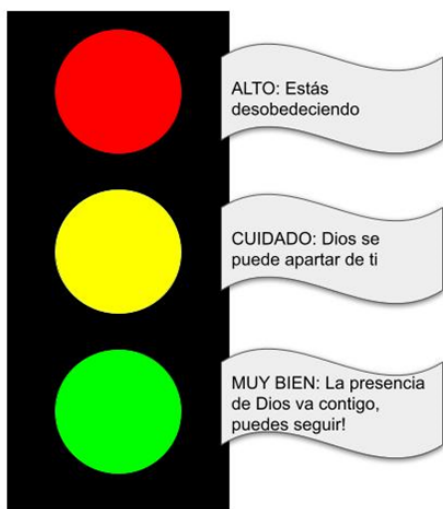 ALTO: Estás
desobedeciendo
CUIDADO: Dios se
puede apartar de ti
MUY BIEN: La presencia
de Dios va contigo,
puedes seguir!